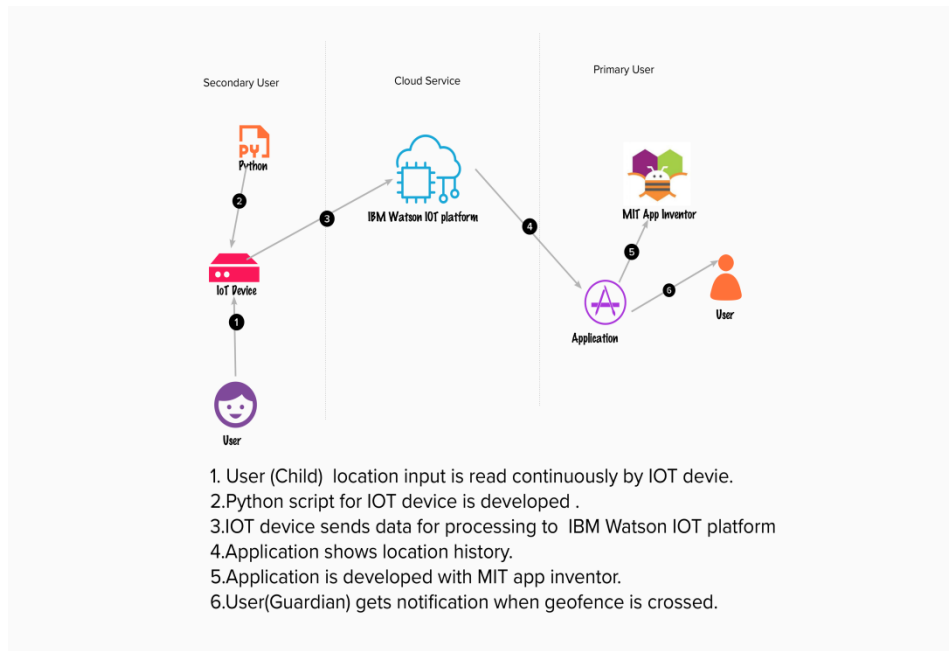 Secondary User
Cloud Service
Primary User
PY
Python
2
IBM Watson IOT platform
3
MIT App Inventor
4
5
IoT Device
6
User
1
Application
User
1. User (Child)  location input is read continuously by IOT devie.
2.Python script for IOT device is developed .
3.IOT device sends data for processing to  IBM Watson IOT platform
4.Application shows location history.
5.Application is developed with MIT app inventor.
6.User(Guardian) gets notification when geofence is crossed.